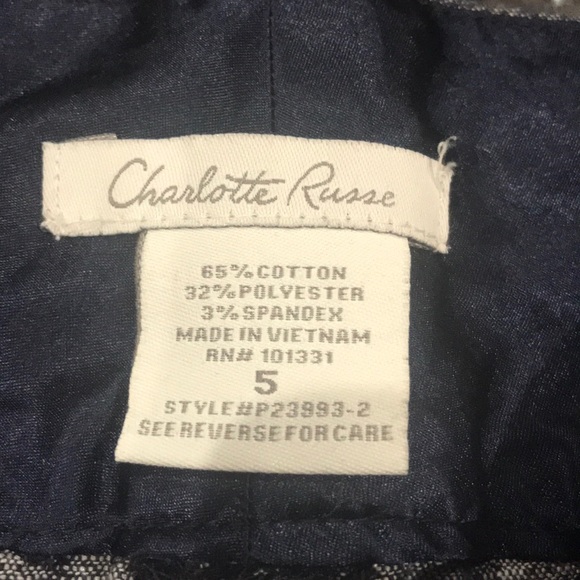 Charlotte Russe
65% COTTON
32% POLYESTER
3% SPANDEX
MADE IN VIETNAM
RN# 101331
5
STYLE#P23993-2
SEE REVERSE FOR CARE